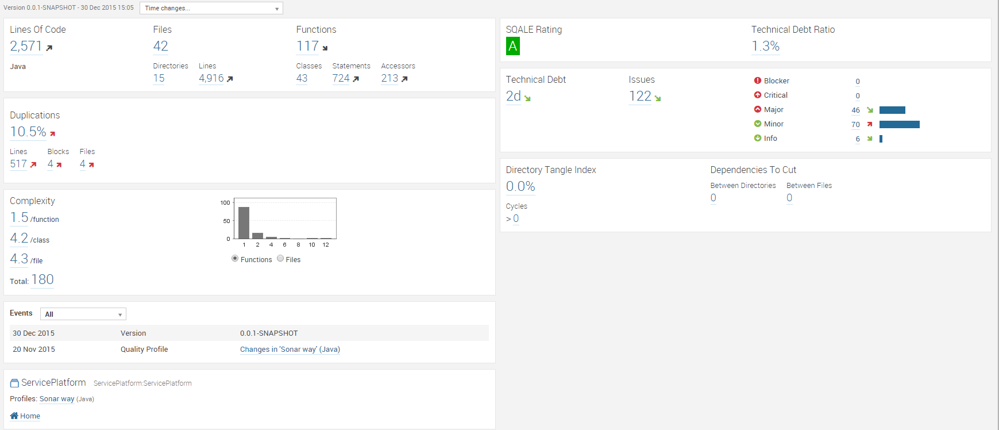 Version 0.0.1-SNAPSHOT - 30 Dec 2015 15:05 Time changes...
Lines Of Code Files Functions
2,571 42 117
Java
Directories Lines Classes Statements Accessors
15 4,916 43 724 213
Duplications
10.5%
Lines Blocks Files
517 4 4
Complexity
1.5 /function
4.2 /class
4.3 /file
Total: 180
100
50
0
1 2 4 6 8 10 12
Functions Files
Events All
30 Dec 2015 Version 0.0.1-SNAPSHOT
20 Nov 2015 Quality Profile Changes in 'Sonar way' (Java)
ServicePlatform ServicePlatform:ServicePlatform
Profiles: Sonar way (Java)
Home
SQALE Rating Technical Debt Ratio
A 1.3%
Technical Debt Issues
2d 122
Blocker 0
Critical 0
Major 46
Minor 70
Info 6
Directory Tangle Index Dependencies To Cut
0.0%
Between Directories Between Files
0 0
Cycles
> 0